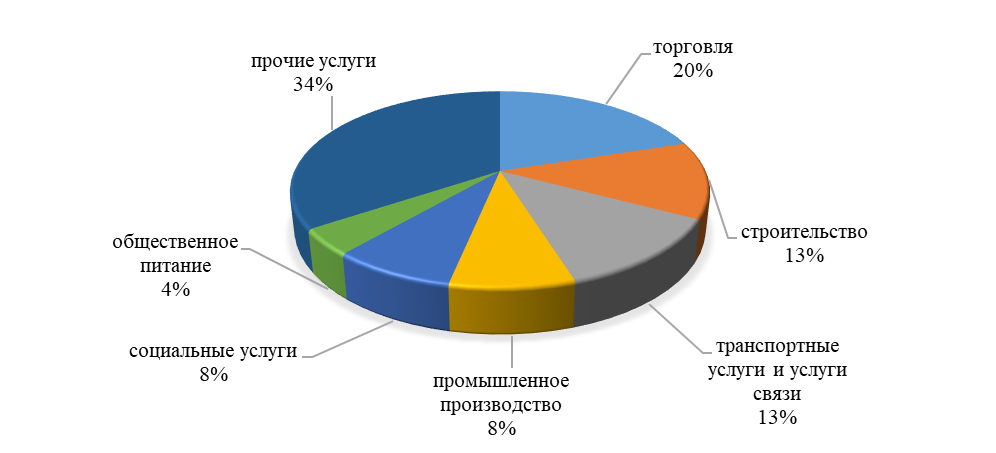 торговля
20%
строительство
13%
транспортные
услуги и услуги
связи
13%
промышленное
производство
8%
социальные услуги
8%
общественное
питание
4%
прочие услуги
34%